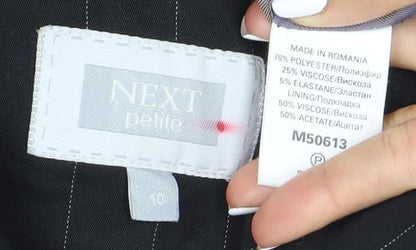 NEXT
petite
10
MADE IN ROMANIA
70% POLYESTER/Полиэфир
25% VISCOSE/Вискоза
5% ELASTANE/Эластан
LINING/Подкладка
50% VISCOSE/Вискоза
50% ACETATE/Ацетат
M50613
P